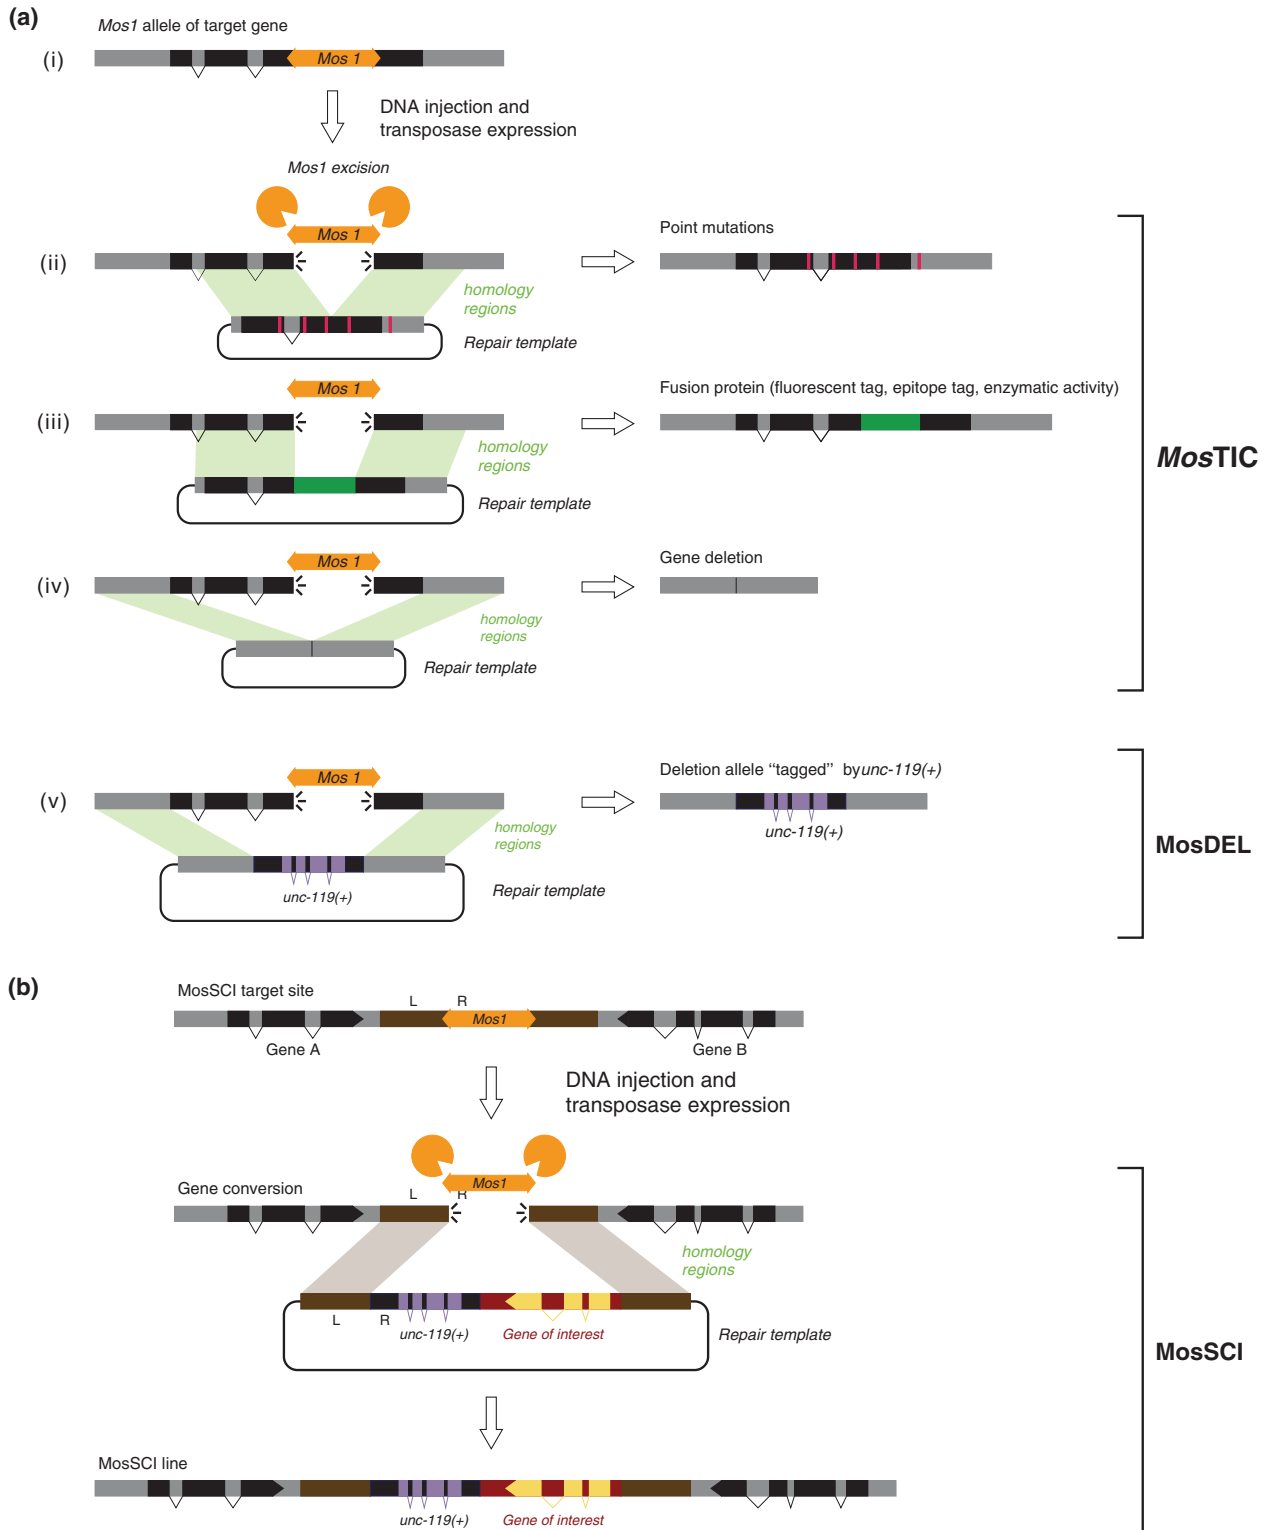 (a)
Mos1 allele of target gene
(i)
Mos 1
DNA injection and
transposase expression
Mos1 excision
Mos 1
(ii)
homology
regions
Repair template
Point mutations
Mos 1
(iii)
homology
regions
Repair template
Fusion protein (fluorescent tag, epitope tag, enzymatic activity)
MosTIC
Mos 1
(iv)
homology
regions
Repair template
Gene deletion
Mos 1
(v)
homology
regions
unc-119(+)
Repair template
Deletion allele "tagged" by unc-119(+)
unc-119(+)
MosDEL
(b)
MosSCI target site
L
R
Mos1
Gene A
Gene B
DNA injection and
transposase expression
Gene conversion
L
R
Mos1
homology
regions
L
R
unc-119(+)
Gene of interest
Repair template
MosSCI
MosSCI line
unc-119(+)
Gene of interest